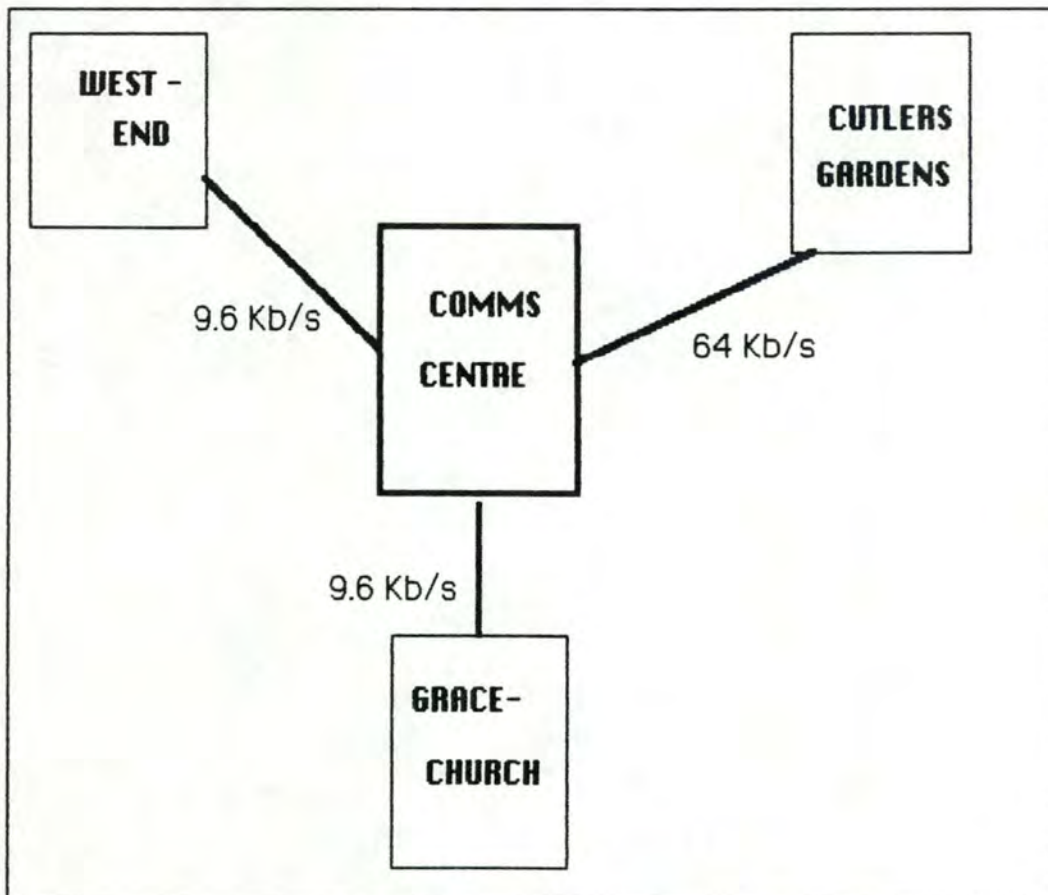 WEST-
END
CUTLERS
GARDENS
COMMS
CENTRE
9.6 Kb/s
64 Kb/s
9.6 Kb/s
GRACE-
CHURCH